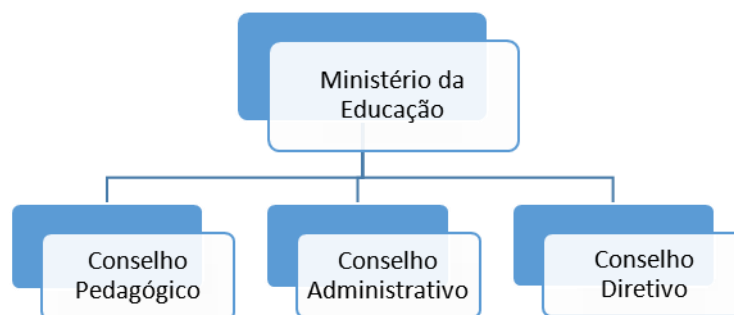 Ministério da
Educação
Conselho
Pedagógico
Conselho
Administrativo
Conselho
Diretivo